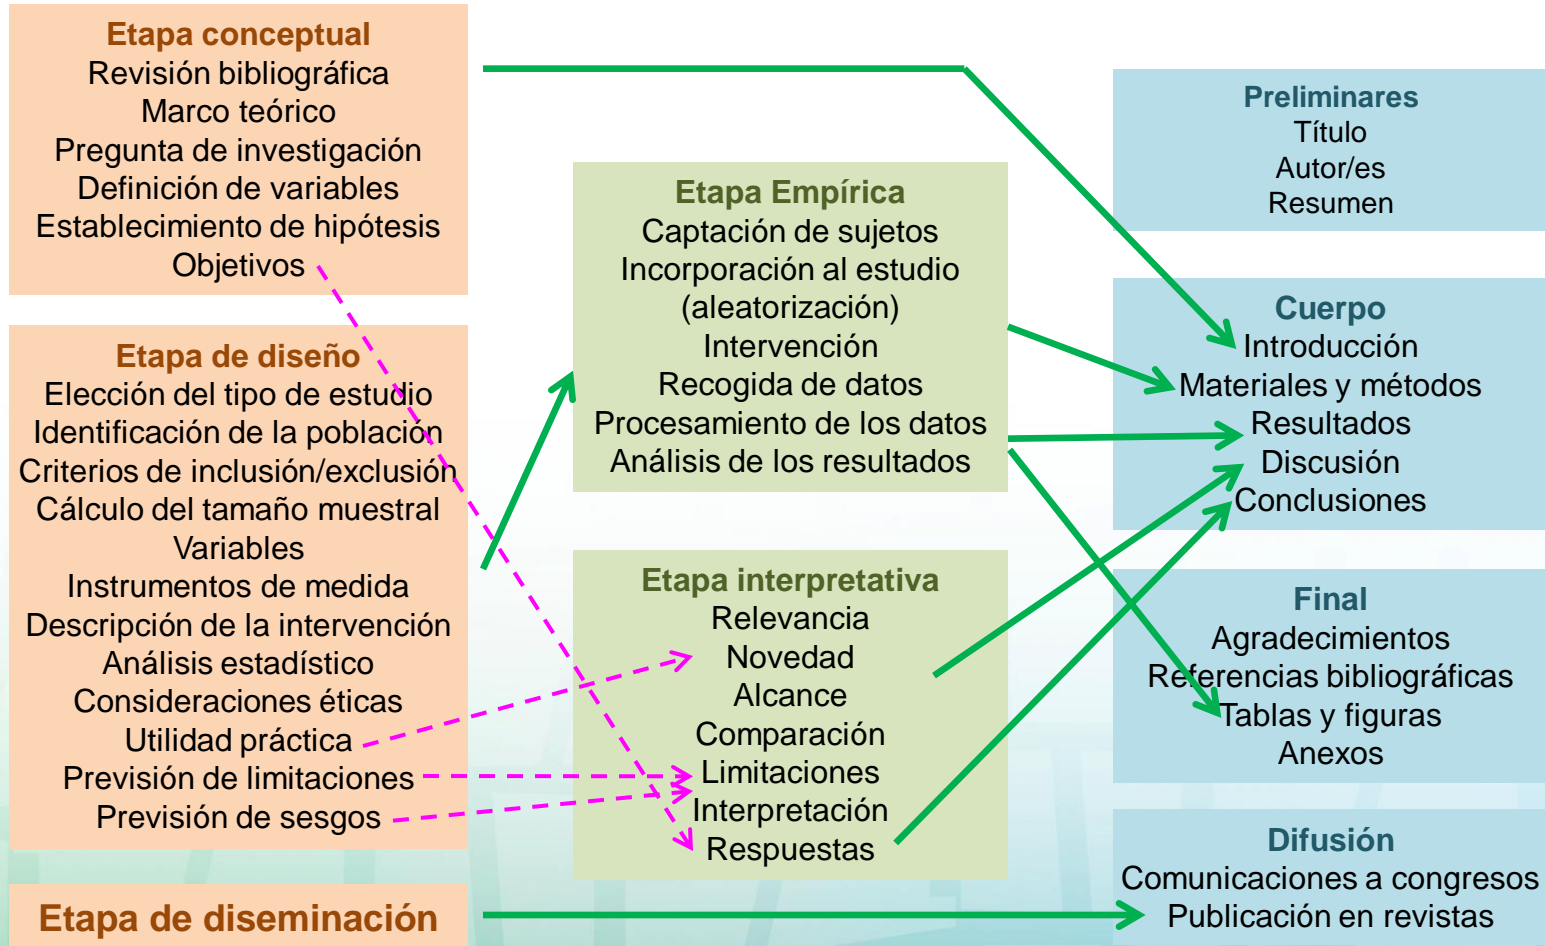 Etapa conceptual
Revisión bibliográfica
Marco teórico
Pregunta de investigación
Definición de variables
Establecimiento de hipótesis
Objetivos
Etapa de diseño
Elección del tipo de estudio
Identificación de la población
Criterios de inclusión/exclusión
Cálculo del tamaño muestral
Variables
Instrumentos de medida
Descripción de la intervención
Análisis estadístico
Consideraciones éticas
Utilidad práctica
Previsión de limitaciones
Previsión de sesgos
Etapa de diseminación
Etapa Empírica
Captación de sujetos
Incorporación al estudio
(aleatorización)
Intervención
Recogida de datos
Procesamiento de los datos
Análisis de los resultados
Etapa interpretativa
Relevancia
Novedad
Alcance
Comparación
Limitaciones
Interpretación
Respuestas
Preliminares
Título
Autor/es
Resumen
Cuerpo
Introducción
Materiales y métodos
Resultados
Discusión
Conclusiones
Final
Agradecimientos
Referencias bibliográficas
Tablas y figuras
Anexos
Difusión
Comunicaciones a congresos
Publicación en revistas